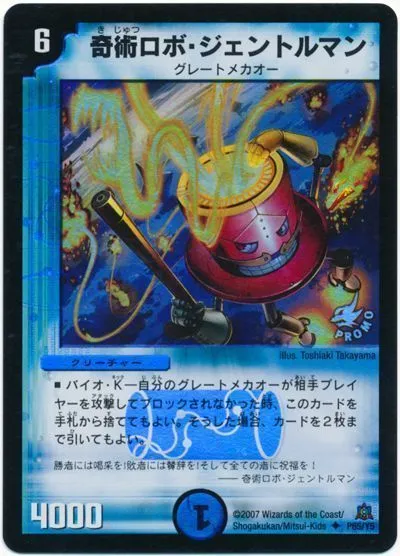 6
きじゅつ
奇術ロボ・ジェントルマン
グレートメカオー
PROMO
illus. Toshiaki Takayama
クリーチャー
■ バイオ・K―自分のグレートメカオーが相手プレイ
ヤーを攻撃してブロックされなかった時、このカードを
手札から捨ててもよい。そうした場合、カードを2枚ま
で引いてもよい。
勝者には喝采を!敗者には賛辞を!そして全ての者に祝福を!
―― 奇術ロボ・ジェントルマン
4000
©2007 Wizards of the Coast/
Shogakukan/Mitsui-Kids
P65/Y5